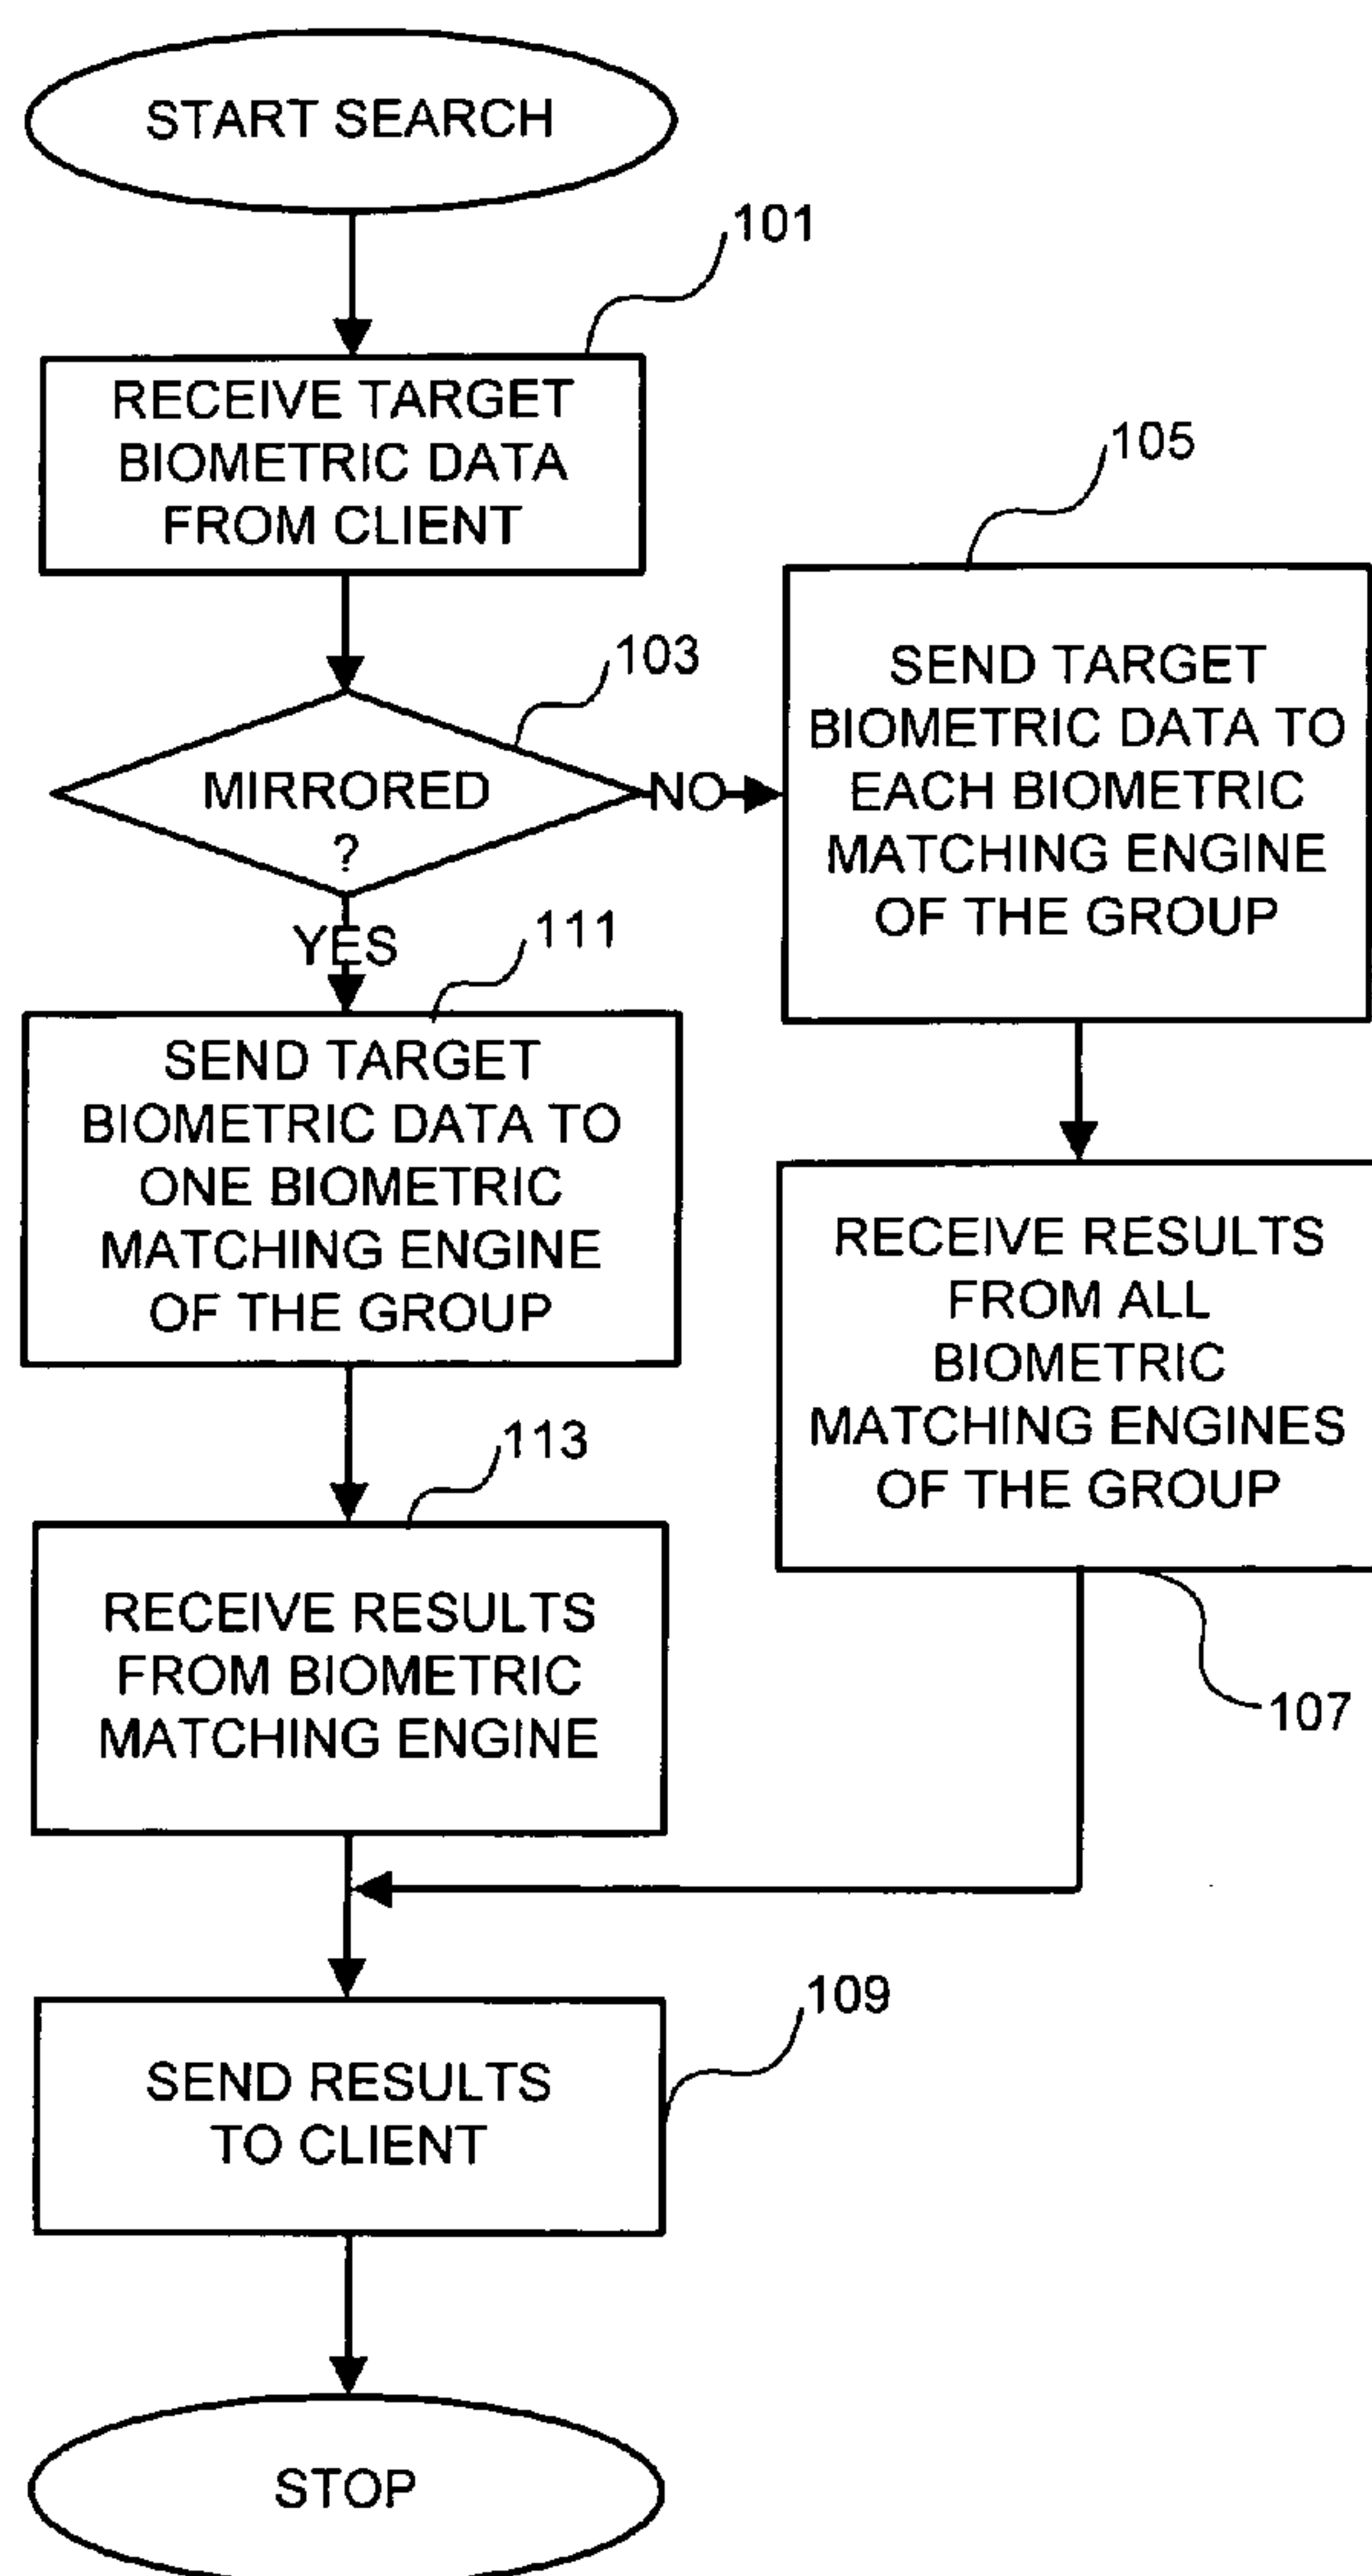 START SEARCH
101
RECEIVE TARGET
BIOMETRIC DATA
FROM CLIENT
103
MIRRORED
?
NO
YES
105
SEND TARGET
BIOMETRIC DATA TO
EACH BIOMETRIC
MATCHING ENGINE
OF THE GROUP
111
SEND TARGET
BIOMETRIC DATA TO
ONE BIOMETRIC
MATCHING ENGINE
OF THE GROUP
RECEIVE RESULTS
FROM ALL
BIOMETRIC
MATCHING ENGINES
OF THE GROUP
107
113
RECEIVE RESULTS
FROM BIOMETRIC
MATCHING ENGINE
109
SEND RESULTS
TO CLIENT
STOP